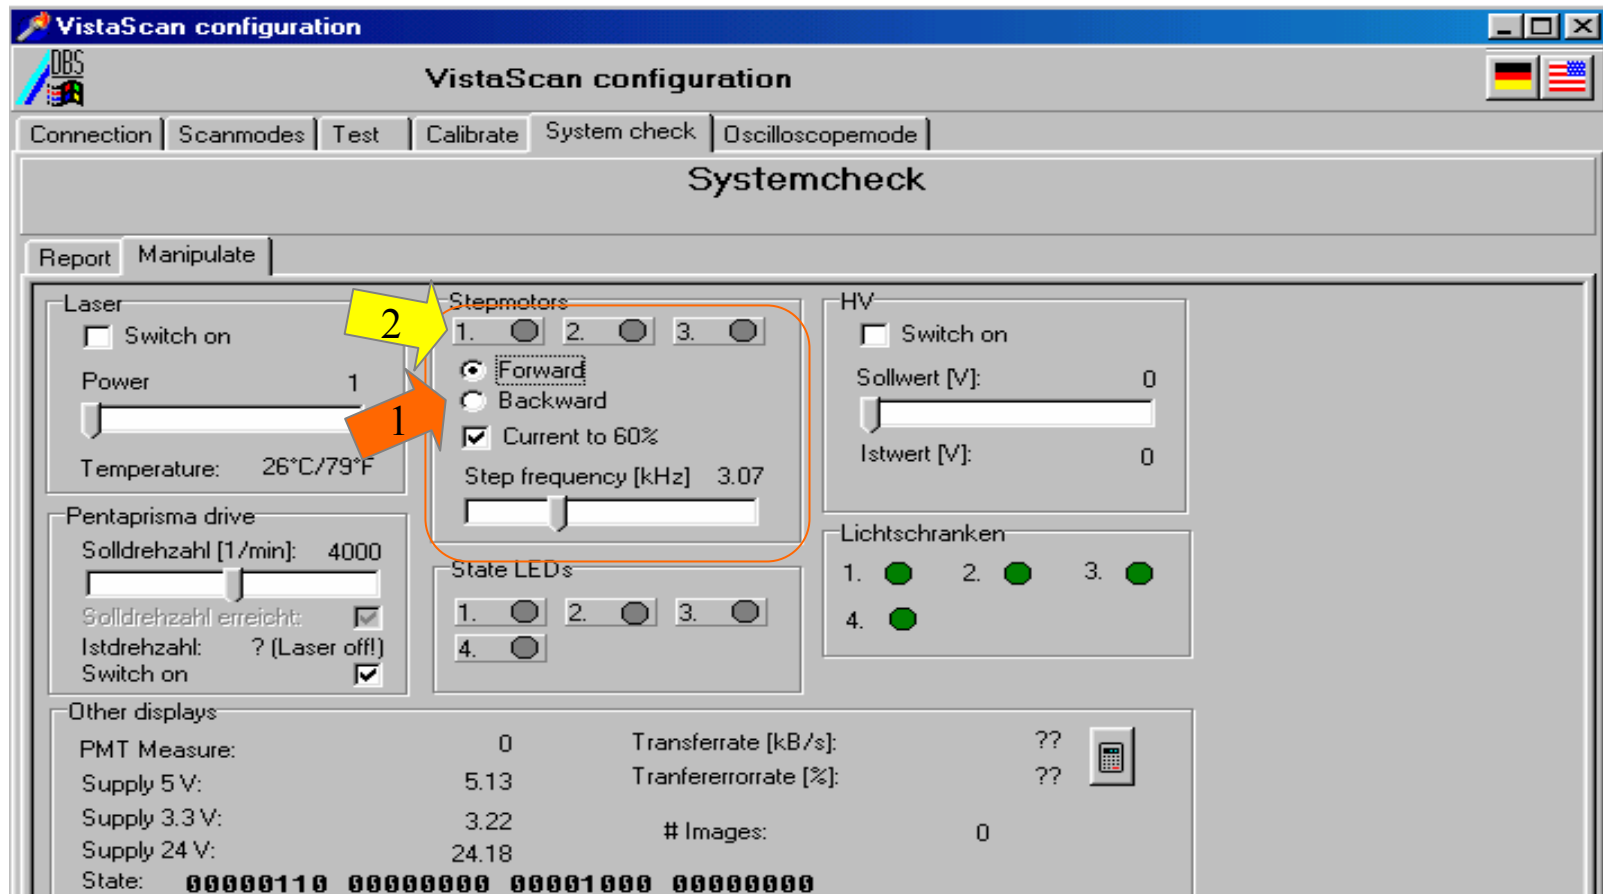 VistaScan configuration
DBS
VistaScan configuration
Connection Scanmodes Test Calibrate System check Oscilloscopemode
Systemcheck
Report Manipulate
Laser
Switch on
Power 1
Temperature: 26°C/79°F
2
1
Stepmotors
1. 2. 3.
Forward
Backward
Current to 60%
Step frequency [kHz] 3.07
HV
Switch on
Sollwert [V]: 0
Istwert [V]: 0
Pentaprisma drive
Solldrehzahl [1/min]: 4000
Solldrehzahl erreicht:
Istdrehzahl: ? (Laser off!)
Switch on
State LEDs
1. 2. 3.
4.
Lichtschranken
1. 2. 3.
4.
Other displays
PMT Measure: 0
Supply 5 V: 5.13
Supply 3.3 V: 3.22
Supply 24 V: 24.18
Transferrate [kB/s]: ??
Tranfererrorrate [%]: ??
# Images: 0
State: 00000110 00000000 00001000 00000000